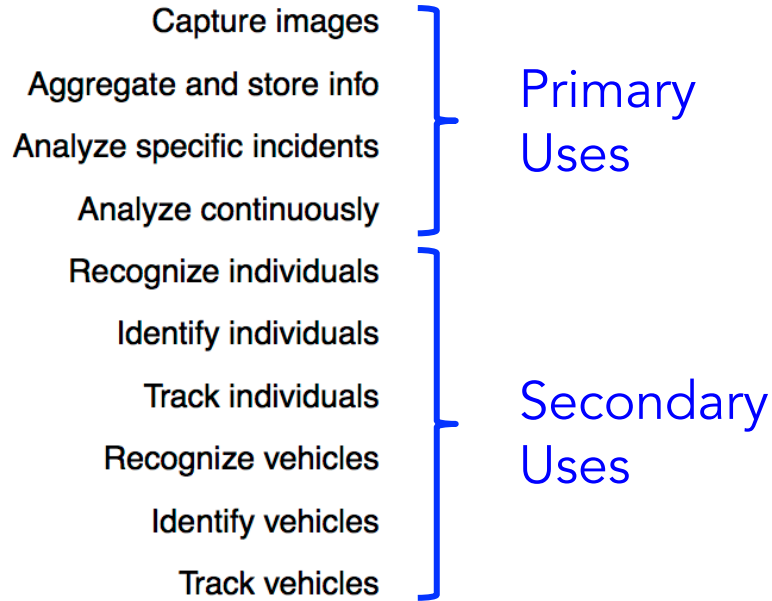 Capture images
Aggregate and store info
Analyze specific incidents
Analyze continuously
Primary
Uses
Recognize individuals
Identify individuals
Track individuals
Recognize vehicles
Identify vehicles
Track vehicles
Secondary
Uses